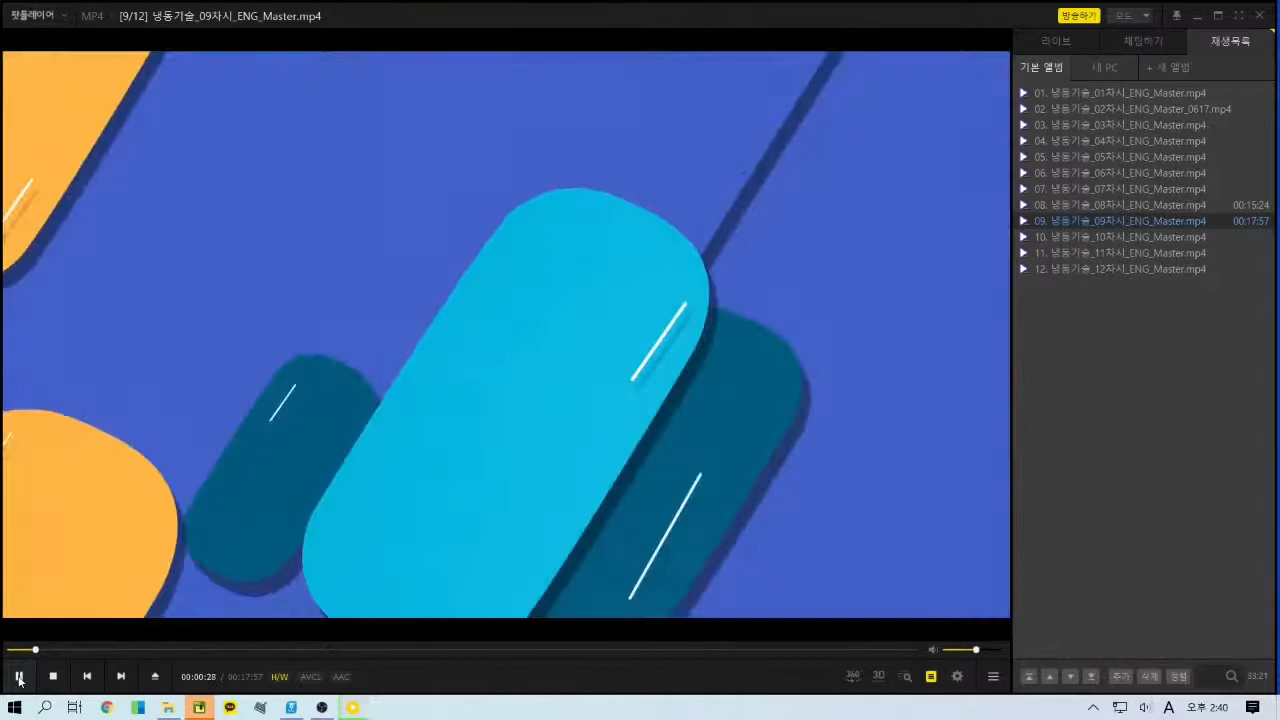 팟플레이어 MP4 [9/12] 냉동기술_09차시_ENG_Master.mp4 방송하기 모드
라이브 채팅하기 재생목록
기본 앨범 내 PC + 새 앨범
01. 냉동기술_01차시_ENG_Master.mp4
02. 냉동기술_02차시_ENG_Master_0617.mp4
03. 냉동기술_03차시_ENG_Master.mp4
04. 냉동기술_04차시_ENG_Master.mp4
05. 냉동기술_05차시_ENG_Master.mp4
06. 냉동기술_06차시_ENG_Master.mp4
07. 냉동기술_07차시_ENG_Master.mp4
08. 냉동기술_08차시_ENG_Master.mp4 00:15:24
09. 냉동기술_09차시_ENG_Master.mp4 00:17:57
10. 냉동기술_10차시_ENG_Master.mp4
11. 냉동기술_11차시_ENG_Master.mp4
12. 냉동기술_12차시_ENG_Master.mp4
00:00:28 / 00:17:57 H/W AVC1 AAC 360° 3D 추가 삭제 정렬 33:21
A 오후 2:40